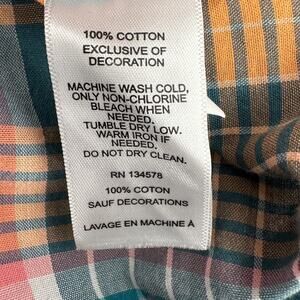 100% COTTON
EXCLUSIVE OF
DECORATION
MACHINE WASH COLD,
ONLY NON-CHLORINE
BLEACH WHEN
NEEDED.
TUMBLE DRY LOW.
WARM IRON IF
NEEDED.
DO NOT DRY CLEAN.
RN 134578
100% COTTON
SAUF DECORATIONS
LAVAGE EN MACHINE À